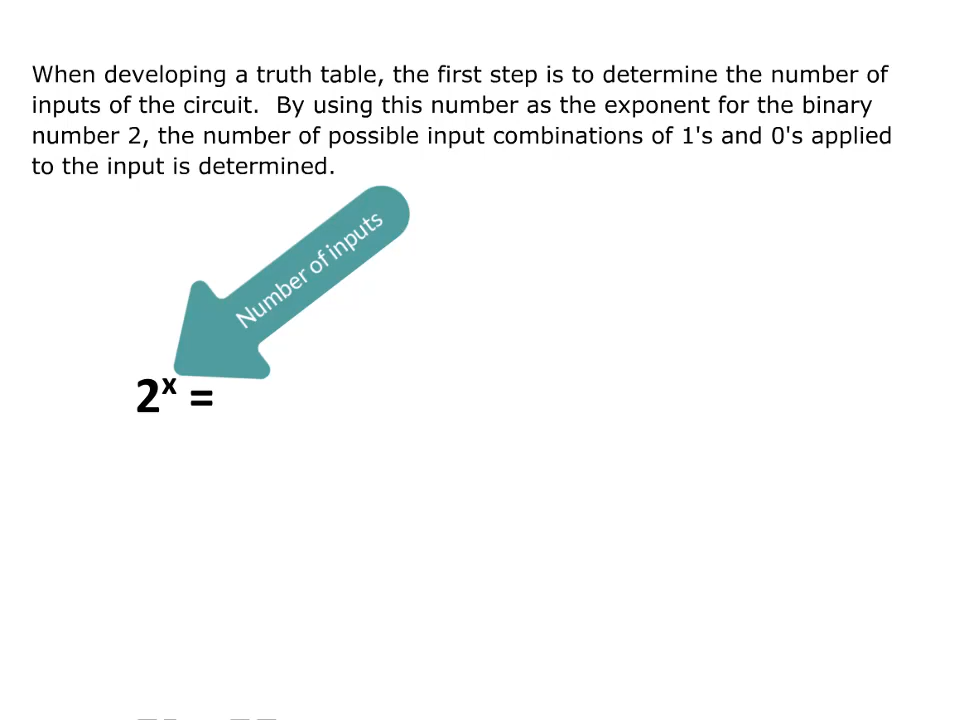 When developing a truth table, the first step is to determine the number of
inputs of the circuit.  By using this number as the exponent for the binary
number 2, the number of possible input combinations of 1's and 0's applied
to the input is determined.
Number of inputs
2ˣ =